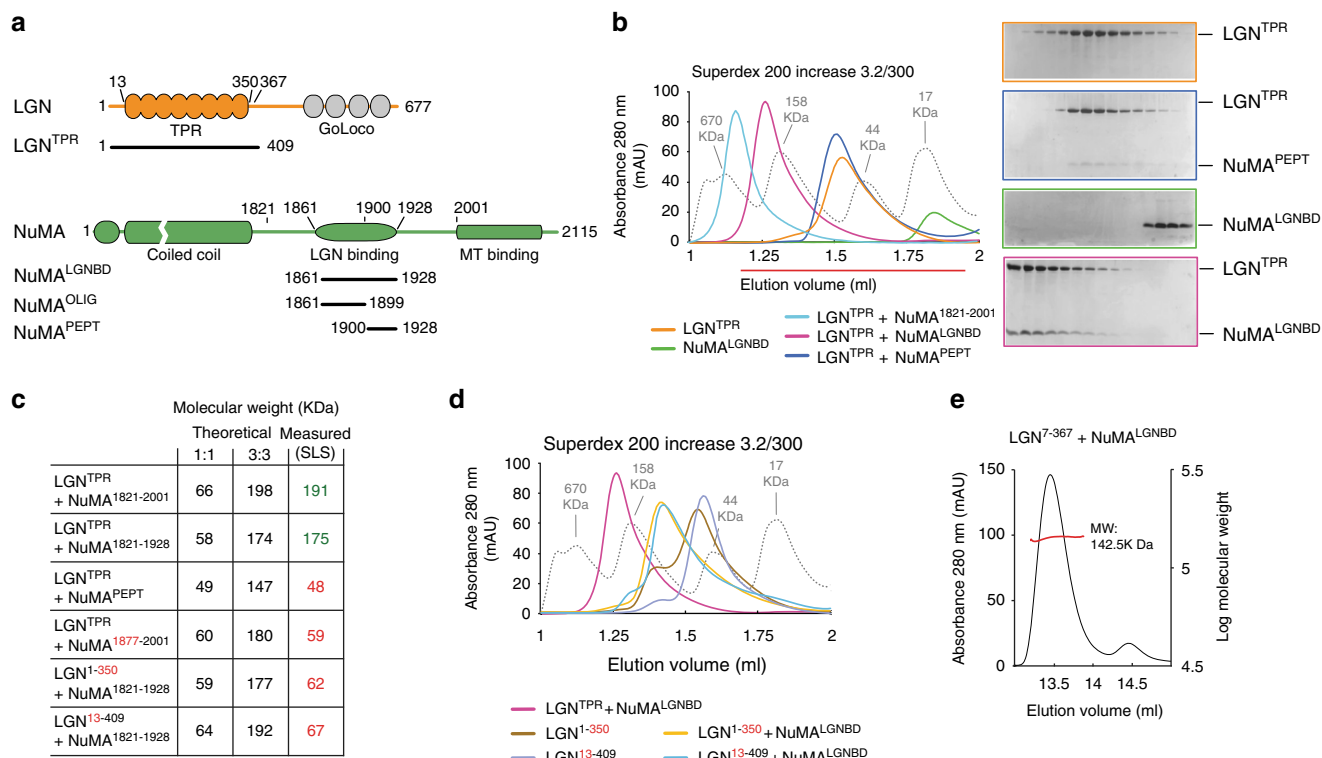 a
13
350
367
LGN
1
677
TPR
GoLoco
LGN^TPR
1
409
1821
1861
1900
1928
2001
NuMA
1
2115
Coiled coil
LGN binding
MT binding
NuMA^LGNBD
1861
1928
NuMA^OLIG
1861
1899
NuMA^PEPT
1900
1928
b
Superdex 200 increase 3.2/300
Absorbance 280 nm
(mAU)
100
80
60
40
20
0
670
KDa
158
KDa
44
KDa
17
KDa
1
1.25
1.5
1.75
2
Elution volume (ml)
LGN^TPR
NuMA^LGNBD
LGN^TPR + NuMA^1821-2001
LGN^TPR + NuMA^LGNBD
LGN^TPR + NuMA^PEPT
LGN^TPR
LGN^TPR
NuMA^PEPT
NuMA^LGNBD
LGN^TPR
NuMA^LGNBD
c
Molecular weight (KDa)
Theoretical Measured
1:1 3:3 (SLS)
LGN^TPR
+ NuMA^1821-2001 66 198 191
LGN^TPR
+ NuMA^1821-1928 58 174 175
LGN^TPR
+ NuMA^PEPT 49 147 48
LGN^TPR
+ NuMA^1877-2001 60 180 59
LGN^1-350
+ NuMA^1821-1928 59 177 62
LGN^13-409
+ NuMA^1821-1928 64 192 67
d
Superdex 200 increase 3.2/300
Absorbance 280 nm
(mAU)
100
80
60
40
20
0
670
KDa
158
KDa
44
KDa
17
KDa
1
1.25
1.5
1.75
2
Elution volume (ml)
LGN^TPR + NuMA^LGNBD
LGN^1-350
LGN^1-350 + NuMA^LGNBD
LGN^13-409
LGN^13-409 + NuMA^LGNBD
e
LGN^7-367 + NuMA^LGNBD
Absorbance 280 nm (mAU)
150
100
50
0
MW:
142.5K Da
5.5
5
4.5
Log molecular weight
13.5
14
14.5
Elution volume (ml)